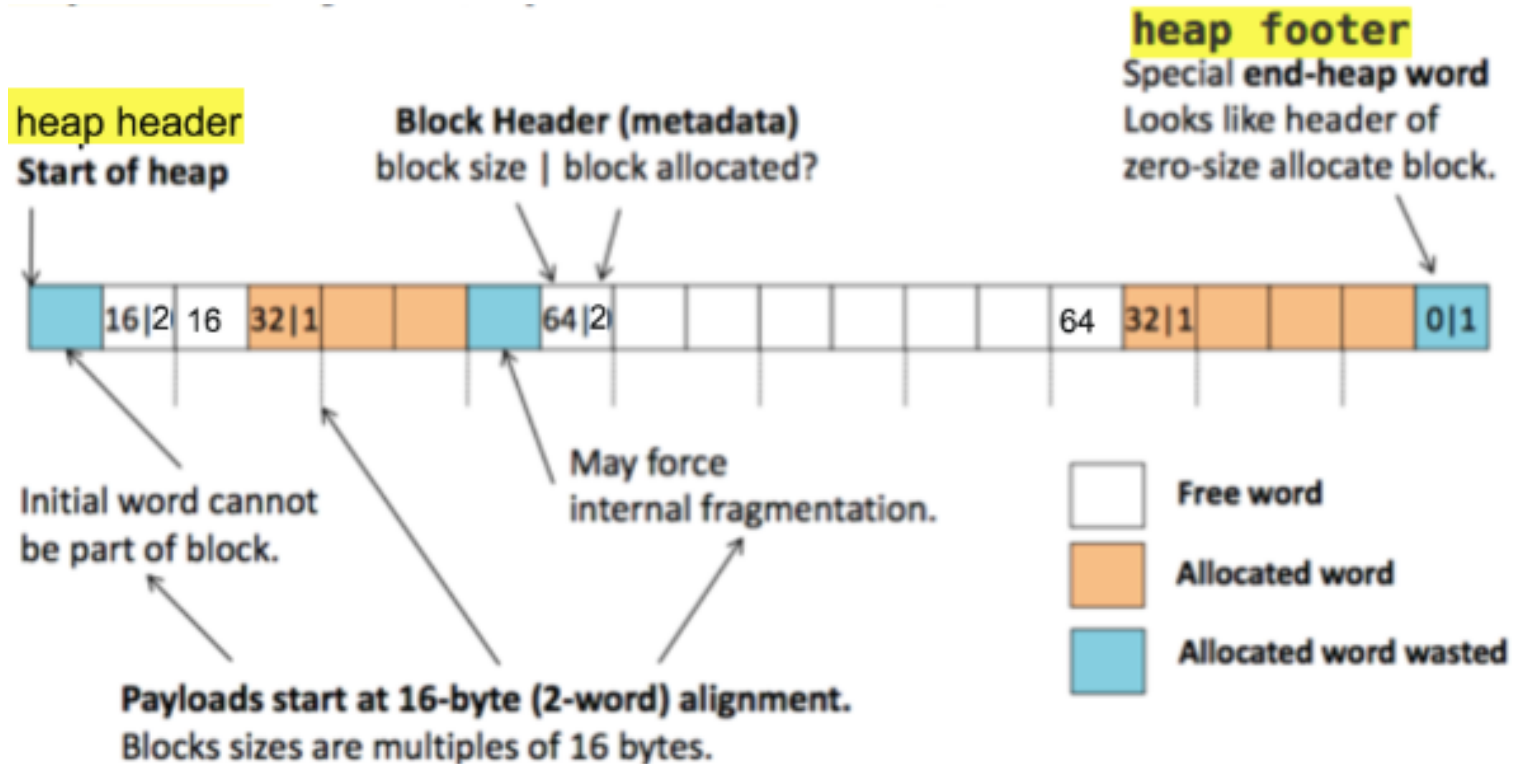 heap footer
Special end-heap word
Looks like header of
zero-size allocate block.
heap header
Start of heap
Block Header (metadata)
block size | block allocated?
16|2 16 32|1 64|2 64 32|1 0|1
Initial word cannot
be part of block.
May force
internal fragmentation.
Free word
Allocated word
Allocated word wasted
Payloads start at 16-byte (2-word) alignment.
Blocks sizes are multiples of 16 bytes.